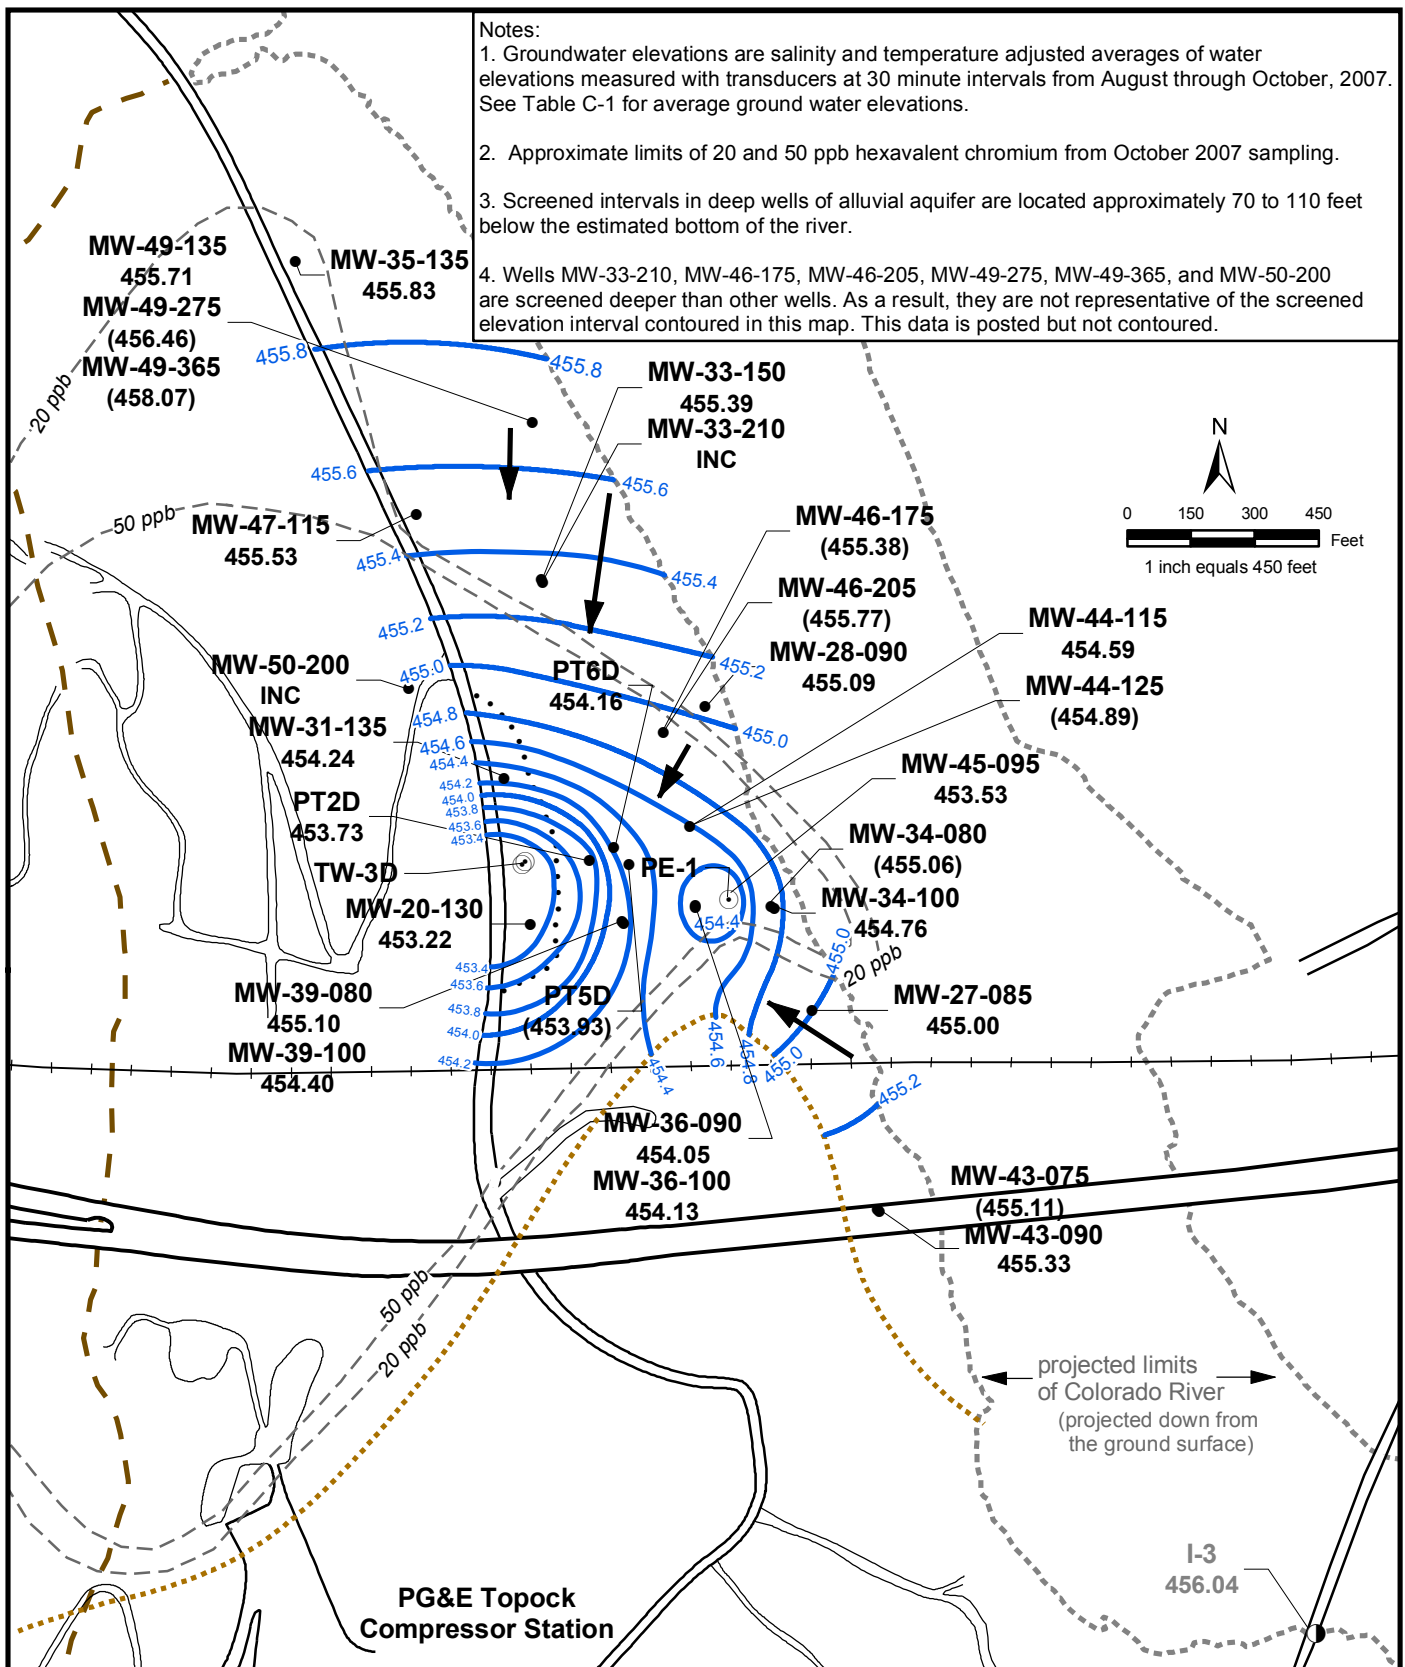 Notes:
1. Groundwater elevations are salinity and temperature adjusted averages of water
elevations measured with transducers at 30 minute intervals from August through October, 2007.
See Table C-1 for average ground water elevations.
2. Approximate limits of 20 and 50 ppb hexavalent chromium from October 2007 sampling.
3. Screened intervals in deep wells of alluvial aquifer are located approximately 70 to 110 feet
below the estimated bottom of the river.
4. Wells MW-33-210, MW-46-175, MW-46-205, MW-49-275, MW-49-365, and MW-50-200
are screened deeper than other wells. As a result, they are not representative of the screened
elevation interval contoured in this map. This data is posted but not contoured.
MW-49-135
455.71
MW-49-275
(456.46)
MW-49-365
(458.07)
MW-35-135
455.83
455.8
455.8
20 ppb
MW-33-150
455.39
MW-33-210
INC
N
0 150 300 450
Feet
1 inch equals 450 feet
455.6
455.6
50 ppb
MW-47-115
455.53
MW-46-175
(455.38)
455.4
455.4
MW-46-205
(455.77)
MW-28-090
455.09
MW-44-115
454.59
MW-44-125
(454.89)
455.2
455.2
MW-50-200
INC
455.0
455.0
PT6D
454.16
MW-31-135
454.24
454.8
454.6
454.4
454.2
454.0
453.8
453.6
453.4
MW-45-095
453.53
PT2D
453.73
MW-34-080
(455.06)
TW-3D
PE-1
MW-34-100
454.76
MW-20-130
453.22
454.4
455.0
20 ppb
453.4
453.6
453.8
454.0
454.2
MW-39-080
455.10
MW-39-100
454.40
PT5D
(453.93)
MW-27-085
455.00
454.4
454.6
454.8
455.0
455.2
MW-36-090
454.05
MW-36-100
454.13
MW-43-075
(455.11)
MW-43-090
455.33
50 ppb
20 ppb
projected limits
of Colorado River
(projected down from
the ground surface)
I-3
456.04
PG&E Topock
Compressor Station